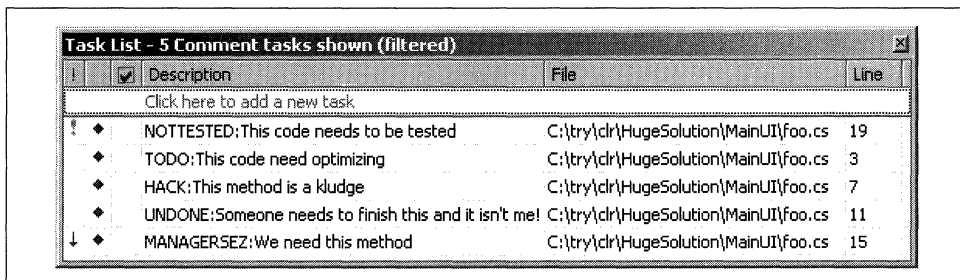 Task List - 5 Comment tasks shown (filtered)
! Description File Line
Click here to add a new task
! NOTTESTED:This code needs to be tested C:\try\clr\HugeSolution\MainUI\foo.cs 19
TODO:This code need optimizing C:\try\clr\HugeSolution\MainUI\foo.cs 3
HACK:This method is a kludge C:\try\clr\HugeSolution\MainUI\foo.cs 7
UNDONE:Someone needs to finish this and it isn't me! C:\try\clr\HugeSolution\MainUI\foo.cs 11
MANAGERSEZ:We need this method C:\try\clr\HugeSolution\MainUI\foo.cs 15